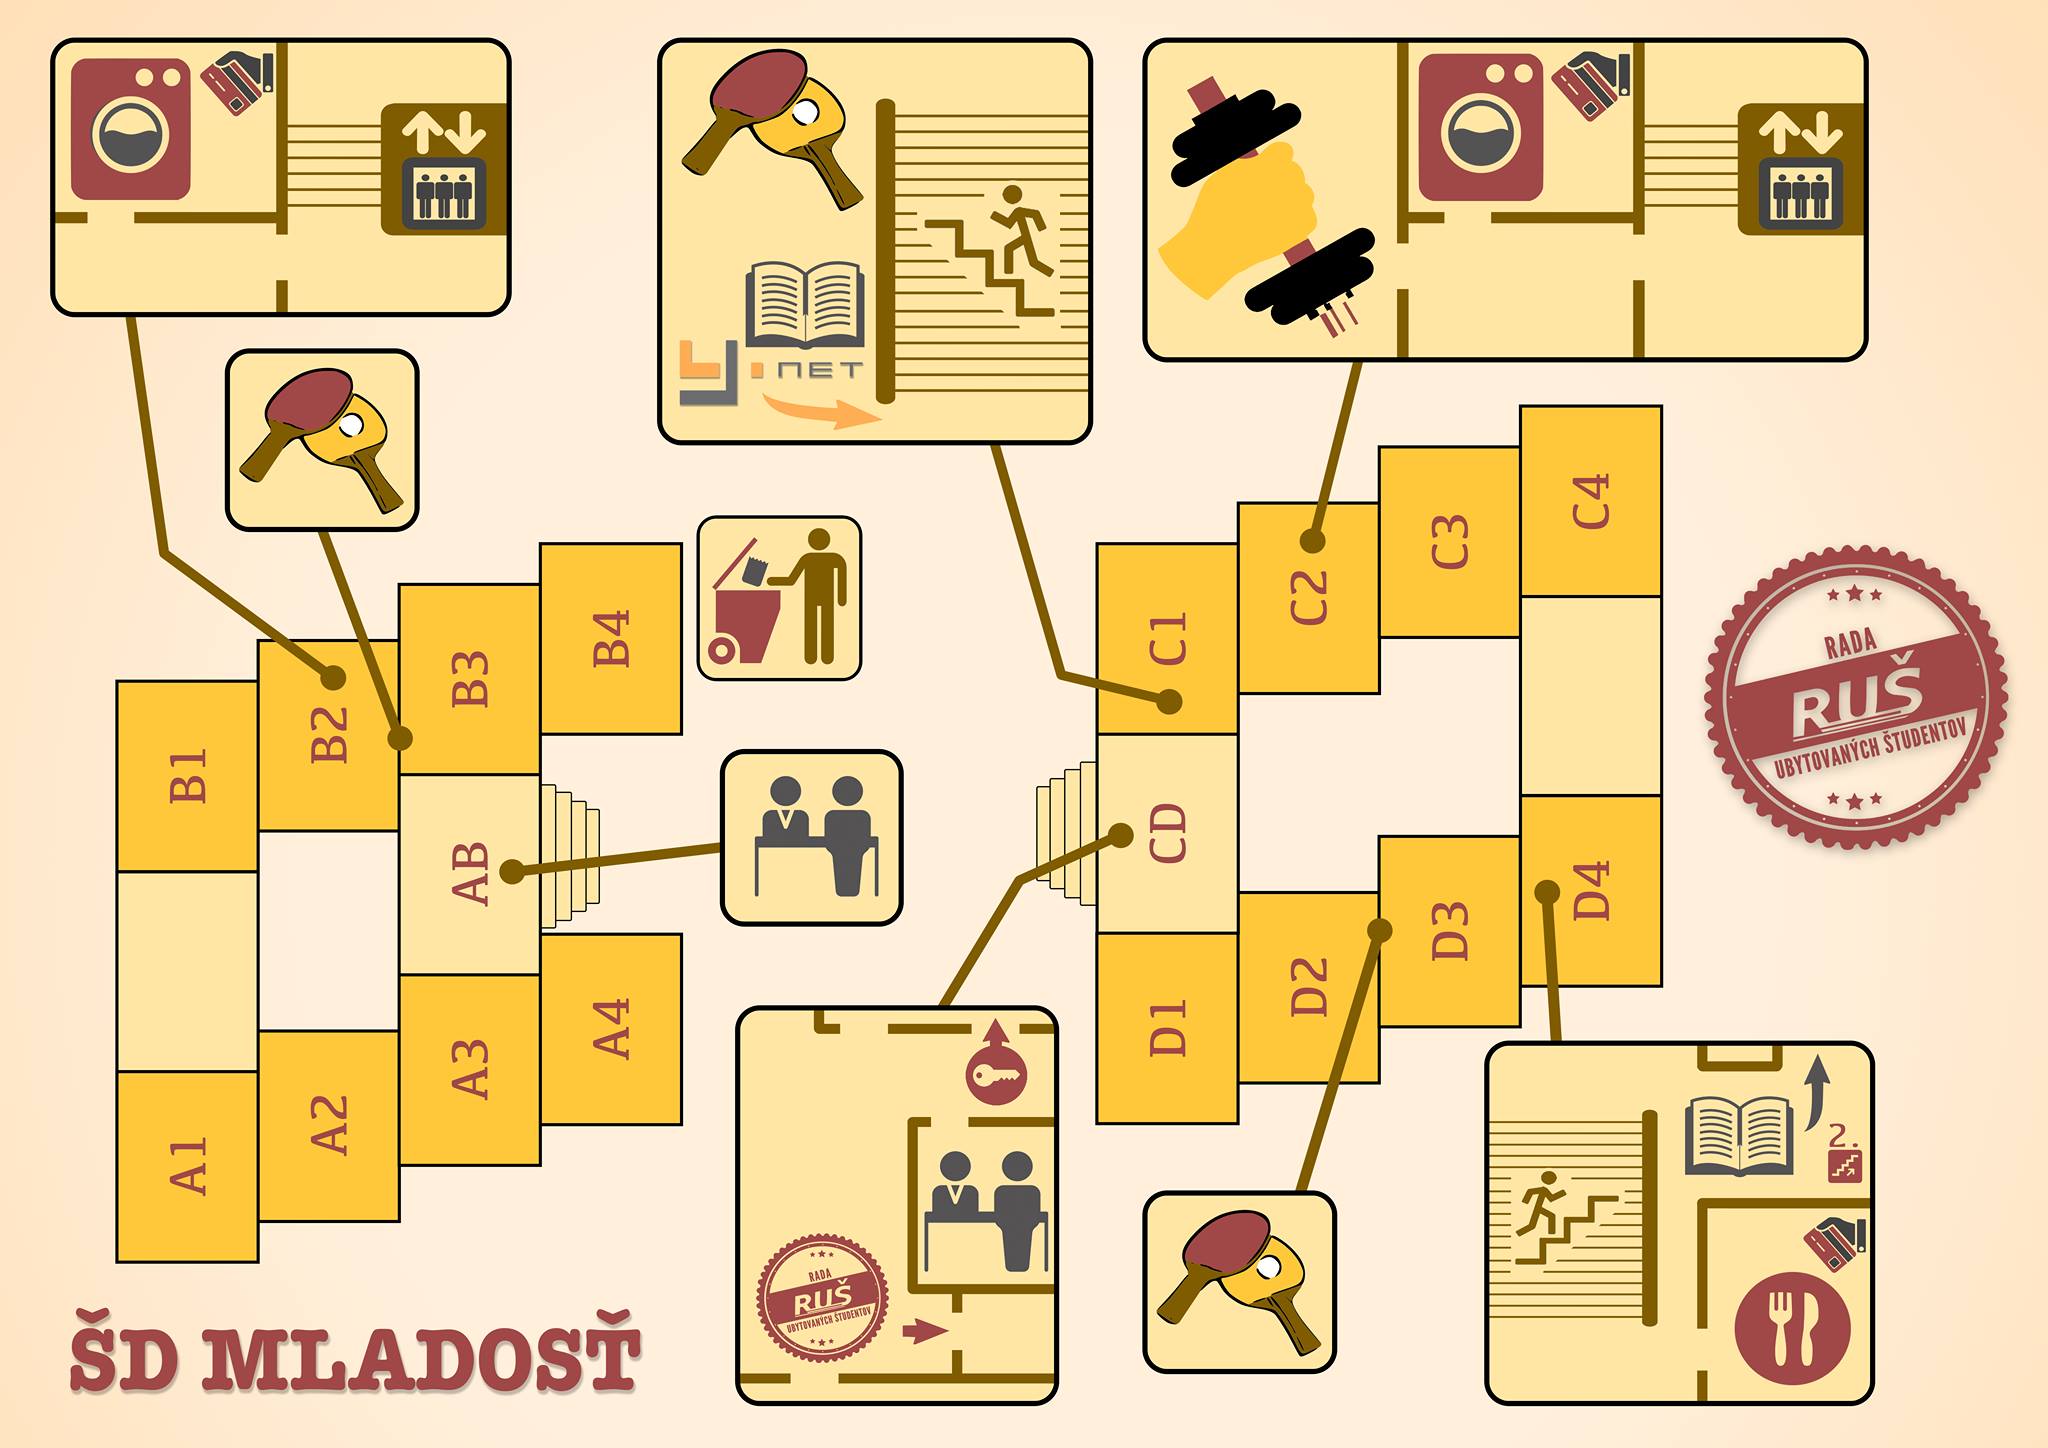 Y.NET
C4
C3
C2
C1
B4
B3
B2
B1
RADA
RUŠ
UBYTOVANÝCH ŠTUDENTOV
AB
CD
D4
D3
D2
D1
A4
A3
A2
A1
2.
RADA
RUŠ
UBYTOVANÝCH ŠTUDENTOV
ŠD MLADOSŤ